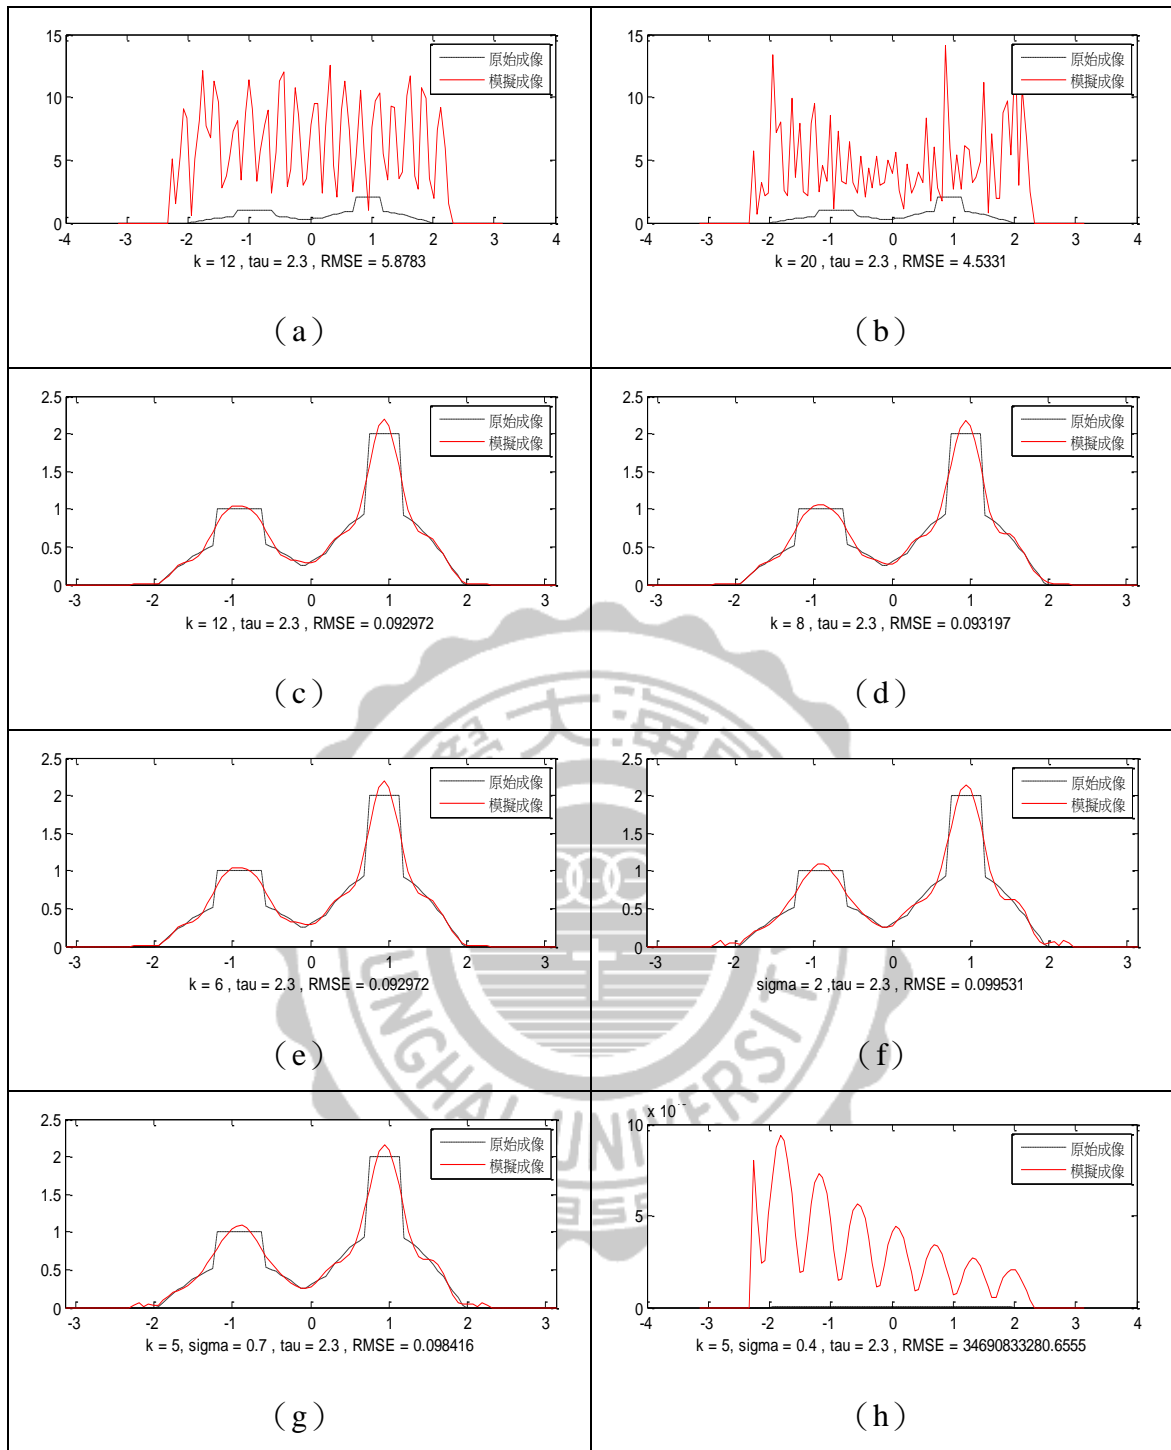 15
10
5
0
-4 -3 -2 -1 0 1 2 3 4
原始成像
模擬成像
k = 12 , tau = 2.3 , RMSE = 5.8783
(a)
15
10
5
0
-4 -3 -2 -1 0 1 2 3 4
原始成像
模擬成像
k = 20 , tau = 2.3 , RMSE = 4.5331
(b)
2.5
2
1.5
1
0.5
0
-3 -2 -1 0 1 2 3
原始成像
模擬成像
k = 12 , tau = 2.3 , RMSE = 0.092972
(c)
2.5
2
1.5
1
0.5
0
-3 -2 -1 0 1 2 3
原始成像
模擬成像
k = 8 , tau = 2.3 , RMSE = 0.093197
(d)
2.5
2
1.5
1
0.5
0
-3 -2 -1 0 1 2 3
原始成像
模擬成像
k = 6 , tau = 2.3 , RMSE = 0.092972
(e)
2.5
2
1.5
1
0.5
0
-3 -2 -1 0 1 2 3
原始成像
模擬成像
sigma = 2 ,tau = 2.3 , RMSE = 0.099531
(f)
2.5
2
1.5
1
0.5
0
-3 -2 -1 0 1 2 3
原始成像
模擬成像
k = 5, sigma = 0.7 , tau = 2.3 , RMSE = 0.098416
(g)
x 10
10
5
0
-4 -3 -2 -1 0 1 2 3 4
原始成像
模擬成像
k = 5, sigma = 0.4 , tau = 2.3 , RMSE = 34690833280.6555
(h)
大海
UNGHAI UNIVERSIT